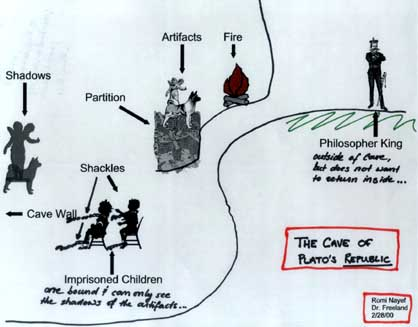 Artifacts
Fire
Shadows
Partition
Shackles
Philosopher King
outside of cave,
but does not want
to return inside...
Cave Wall
Imprisoned Children
are bound & can only see
the shadows of the artifacts...
THE CAVE OF
PLATO'S REPUBLIC
Romi Nayef
Dr. Freeland
2/28/00